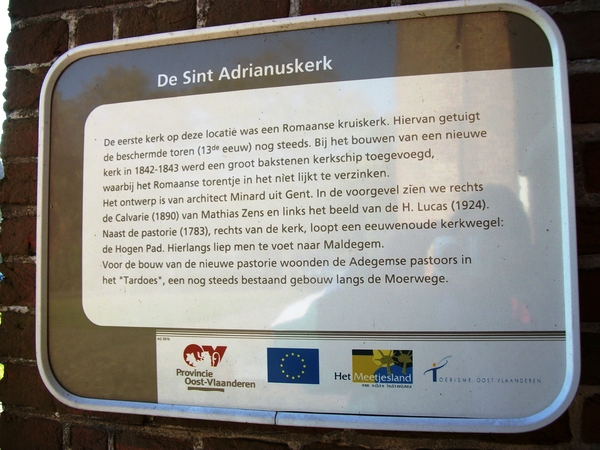 De Sint Adrianuskerk
De eerste kerk op deze locatie was een Romaanse kruiskerk. Hiervan getuigt
de beschermde toren (13de eeuw) nog steeds. Bij het bouwen van een nieuwe
kerk in 1842-1843 werd een groot bakstenen kerkschip toegevoegd,
waarbij het Romaanse torentje in het niet lijkt te verzinken.
Het ontwerp is van architect Minard uit Gent. In de voorgevel zien we rechts
de Calvarie (1890) van Mathias Zens en links het beeld van de H. Lucas (1924).
Naast de pastorie (1783), rechts van de kerk, loopt een eeuwenoude kerkwegel:
de Hogen Pad. Hierlangs liep men te voet naar Maldegem.
Voor de bouw van de nieuwe pastorie woonden de Adegemse pastoors in
het "Tardoes", een nog steeds bestaand gebouw langs de Moerwege.
Provincie
Oost-Vlaanderen
Het Meetjesland
een echte belevenis
TOERISME OOST-VLAANDEREN